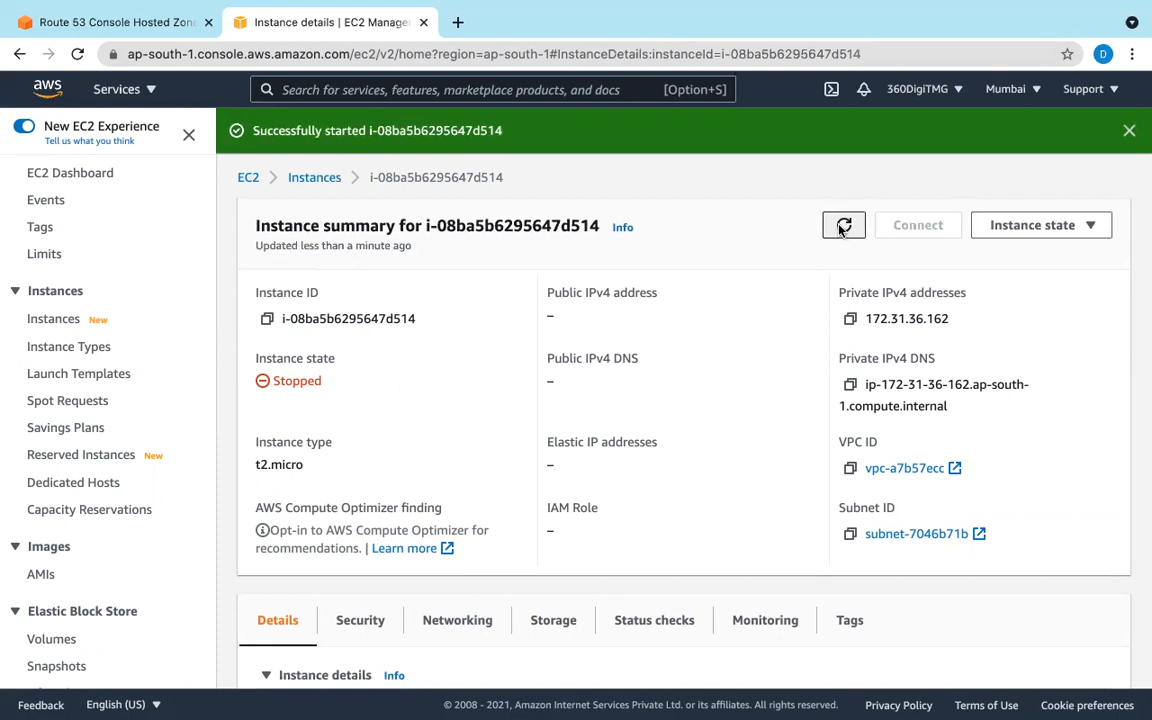 Route 53 Console Hosted Zon
Instance details | EC2 Manage
ap-south-1.console.aws.amazon.com/ec2/v2/home?region=ap-south-1#InstanceDetails:instanceId=i-08ba5b6295647d514
D
aws
Services
Search for services, features, marketplace products, and docs [Option+S]
360DigiTMG
Mumbai
Support
New EC2 Experience
Tell us what you think
Successfully started i-08ba5b6295647d514
EC2 Dashboard
Events
Tags
Limits
Instances
Instances New
Instance Types
Launch Templates
Spot Requests
Savings Plans
Reserved Instances New
Dedicated Hosts
Capacity Reservations
Images
AMIs
Elastic Block Store
Volumes
Snapshots
EC2 > Instances > i-08ba5b6295647d514
Instance summary for i-08ba5b6295647d514 Info
Updated less than a minute ago
Connect
Instance state
Instance ID
i-08ba5b6295647d514
Public IPv4 address
–
Private IPv4 addresses
172.31.36.162
Instance state
Stopped
Public IPv4 DNS
–
Private IPv4 DNS
ip-172-31-36-162.ap-south-
1.compute.internal
Instance type
t2.micro
Elastic IP addresses
–
VPC ID
vpc-a7b57ecc
AWS Compute Optimizer finding
Opt-in to AWS Compute Optimizer for
recommendations. | Learn more
IAM Role
–
Subnet ID
subnet-7046b71b
Details
Security
Networking
Storage
Status checks
Monitoring
Tags
Instance details Info
Feedback
English (US)
© 2008 - 2021, Amazon Internet Services Private Ltd. or its affiliates. All rights reserved.
Privacy Policy
Terms of Use
Cookie preferences